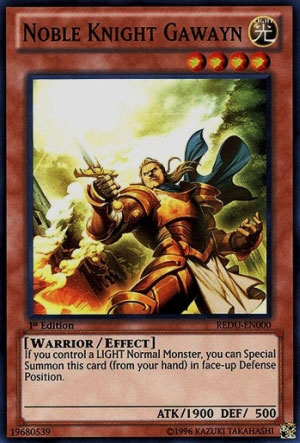 NOBLE KNIGHT GAWAYN
LIGHT
光
1st Edition
REDU-EN000
[WARRIOR / EFFECT]
If you control a LIGHT Normal Monster, you can Special
Summon this card (from your hand) in face-up Defense
Position.
ATK/1900 DEF/ 500
19680539
©1996 KAZUKI TAKAHASHI